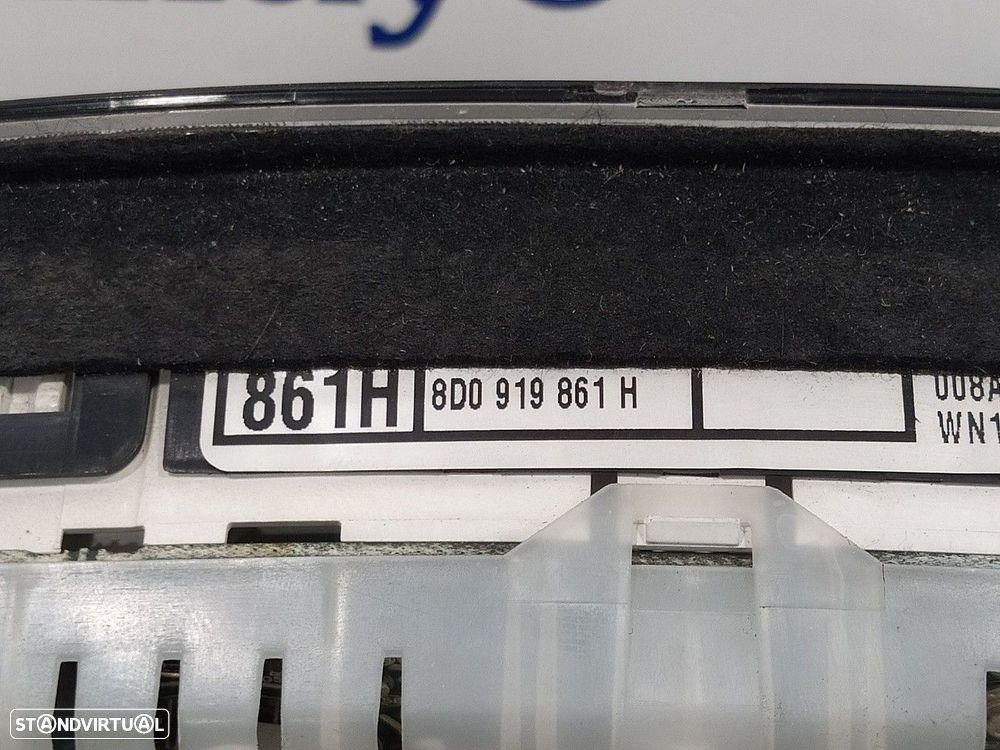 861H
8D0 919 861 H
008A
WN1
STANDVIRTUAL